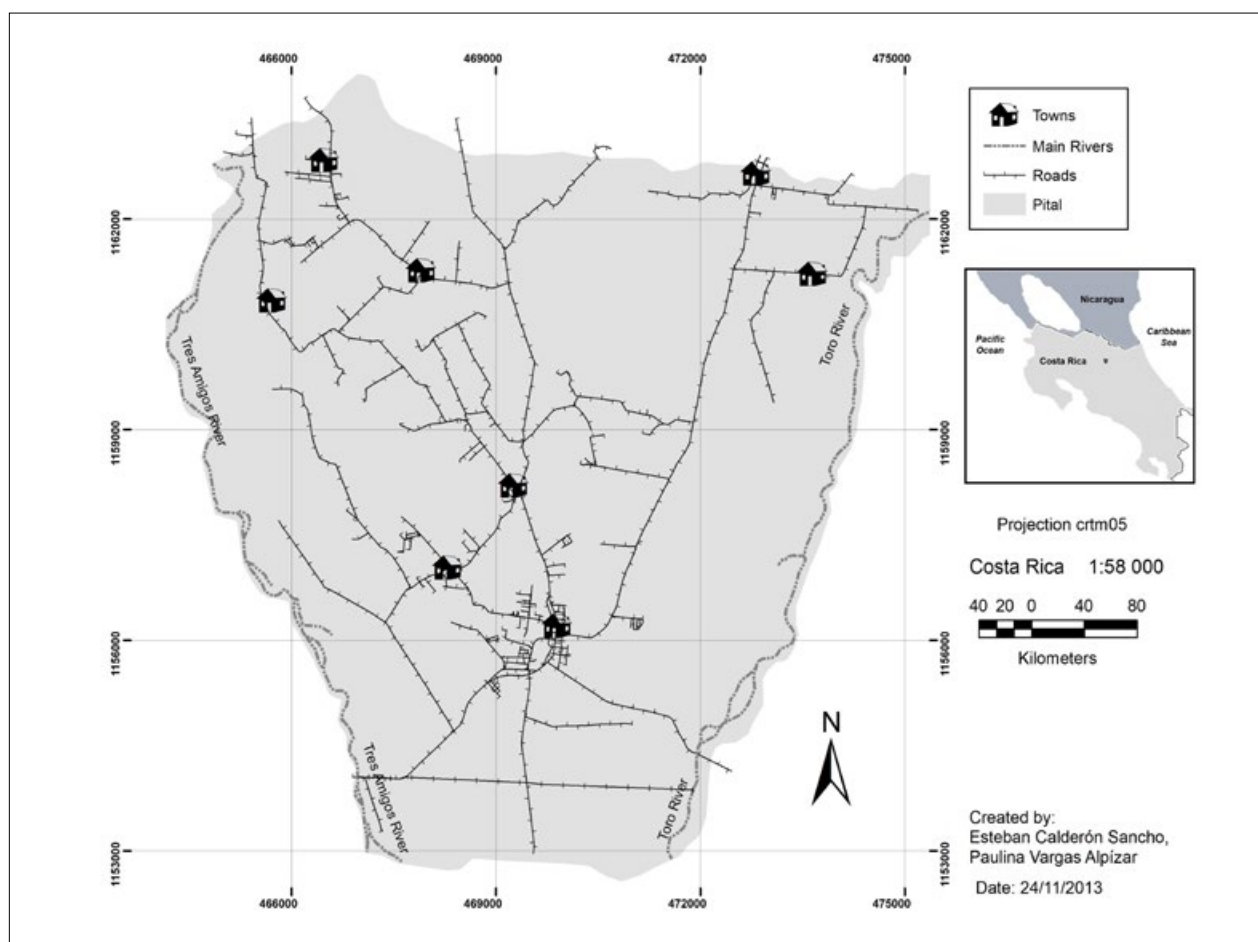 466000
469000
472000
475000
1162000
1159000
1156000
1153000
Tres Amigos River
Toro River
Tres Amigos River
Toro River
1162000
1159000
1156000
1153000
466000
469000
472000
475000
N
Towns
Main Rivers
Roads
Pital
Nicaragua
Pacific
Ocean
Caribbean
Sea
Costa Rica
Projection crtm05
Costa Rica 1:58 000
40 20 0 40 80
Kilometers
Created by:
Esteban Calderón Sancho,
Paulina Vargas Alpízar
Date: 24/11/2013